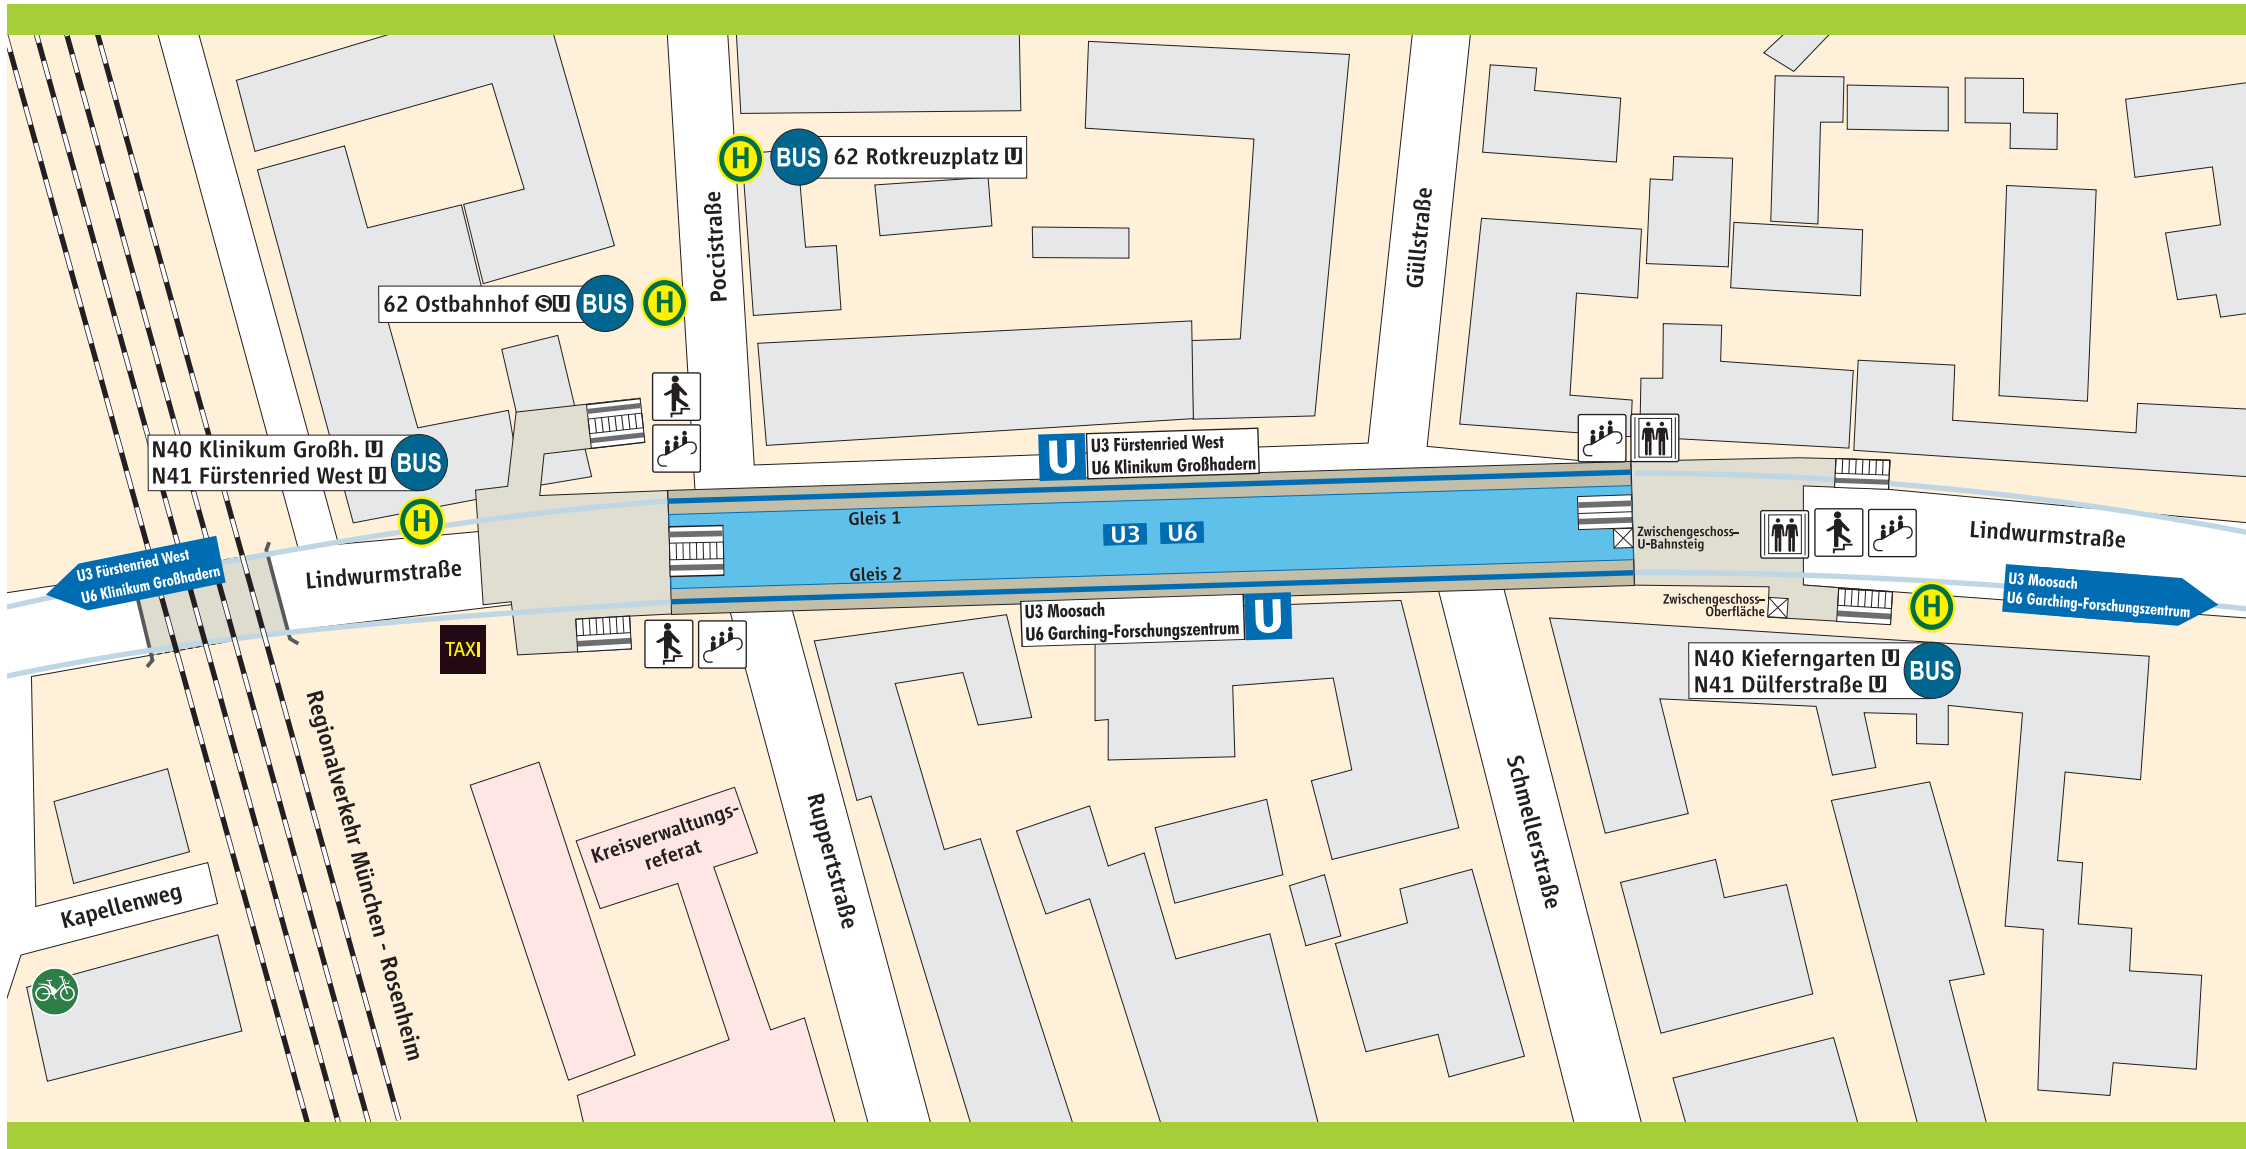 H BUS 62 Rotkreuzplatz U
Poccistraße
Güllstraße
62 Ostbahnhof S U BUS H
N40 Klinikum Großh. U
N41 Fürstenried West U
BUS
H
U
U3 Fürstenried West
U6 Klinikum Großhadern
Gleis 1
U3 U6
Gleis 2
Zwischengeschoss–
U-Bahnsteig
Lindwurmstraße
U3 Fürstenried West
U6 Klinikum Großhadern
Lindwurmstraße
U3 Moosach
U6 Garching-Forschungszentrum
Zwischengeschoss–
Oberfläche
H
U3 Moosach
U6 Garching-Forschungszentrum
U
TAXI
N40 Kieferngarten U
N41 Dülferstraße U
BUS
Regionalverkehr München - Rosenheim
Kreisverwaltungs-
referat
Ruppertstraße
Schmellerstraße
Kapellenweg